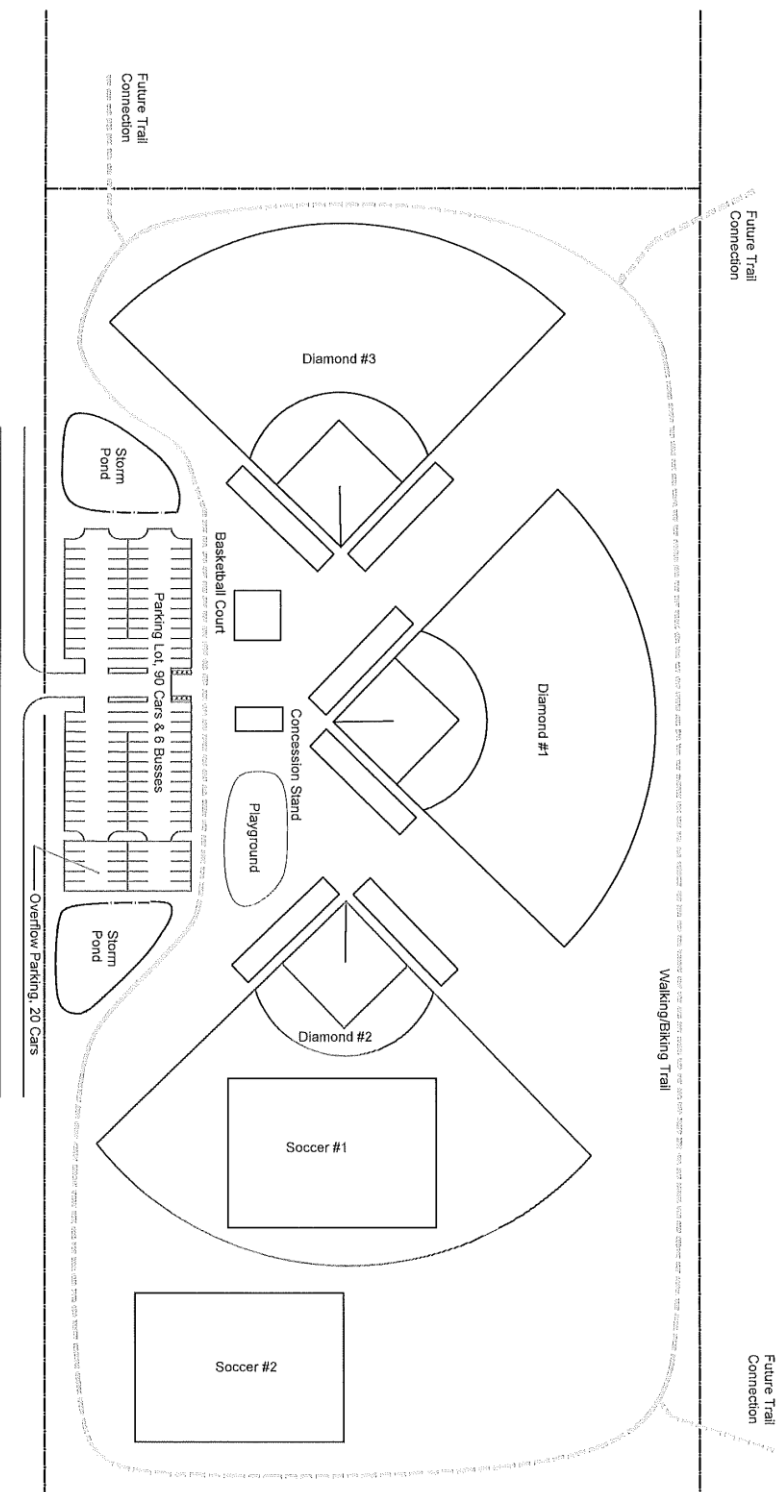 Future Trail
Connection
Future Trail
Connection
Diamond #3
Storm
Pond
Basketball Court
Parking Lot, 90 Cars & 6 Busses
Diamond #1
Concession Stand
Playground
Overflow Parking, 20 Cars
Storm
Pond
Walking/Biking Trail
Diamond #2
Soccer #1
Soccer #2
Future Trail
Connection